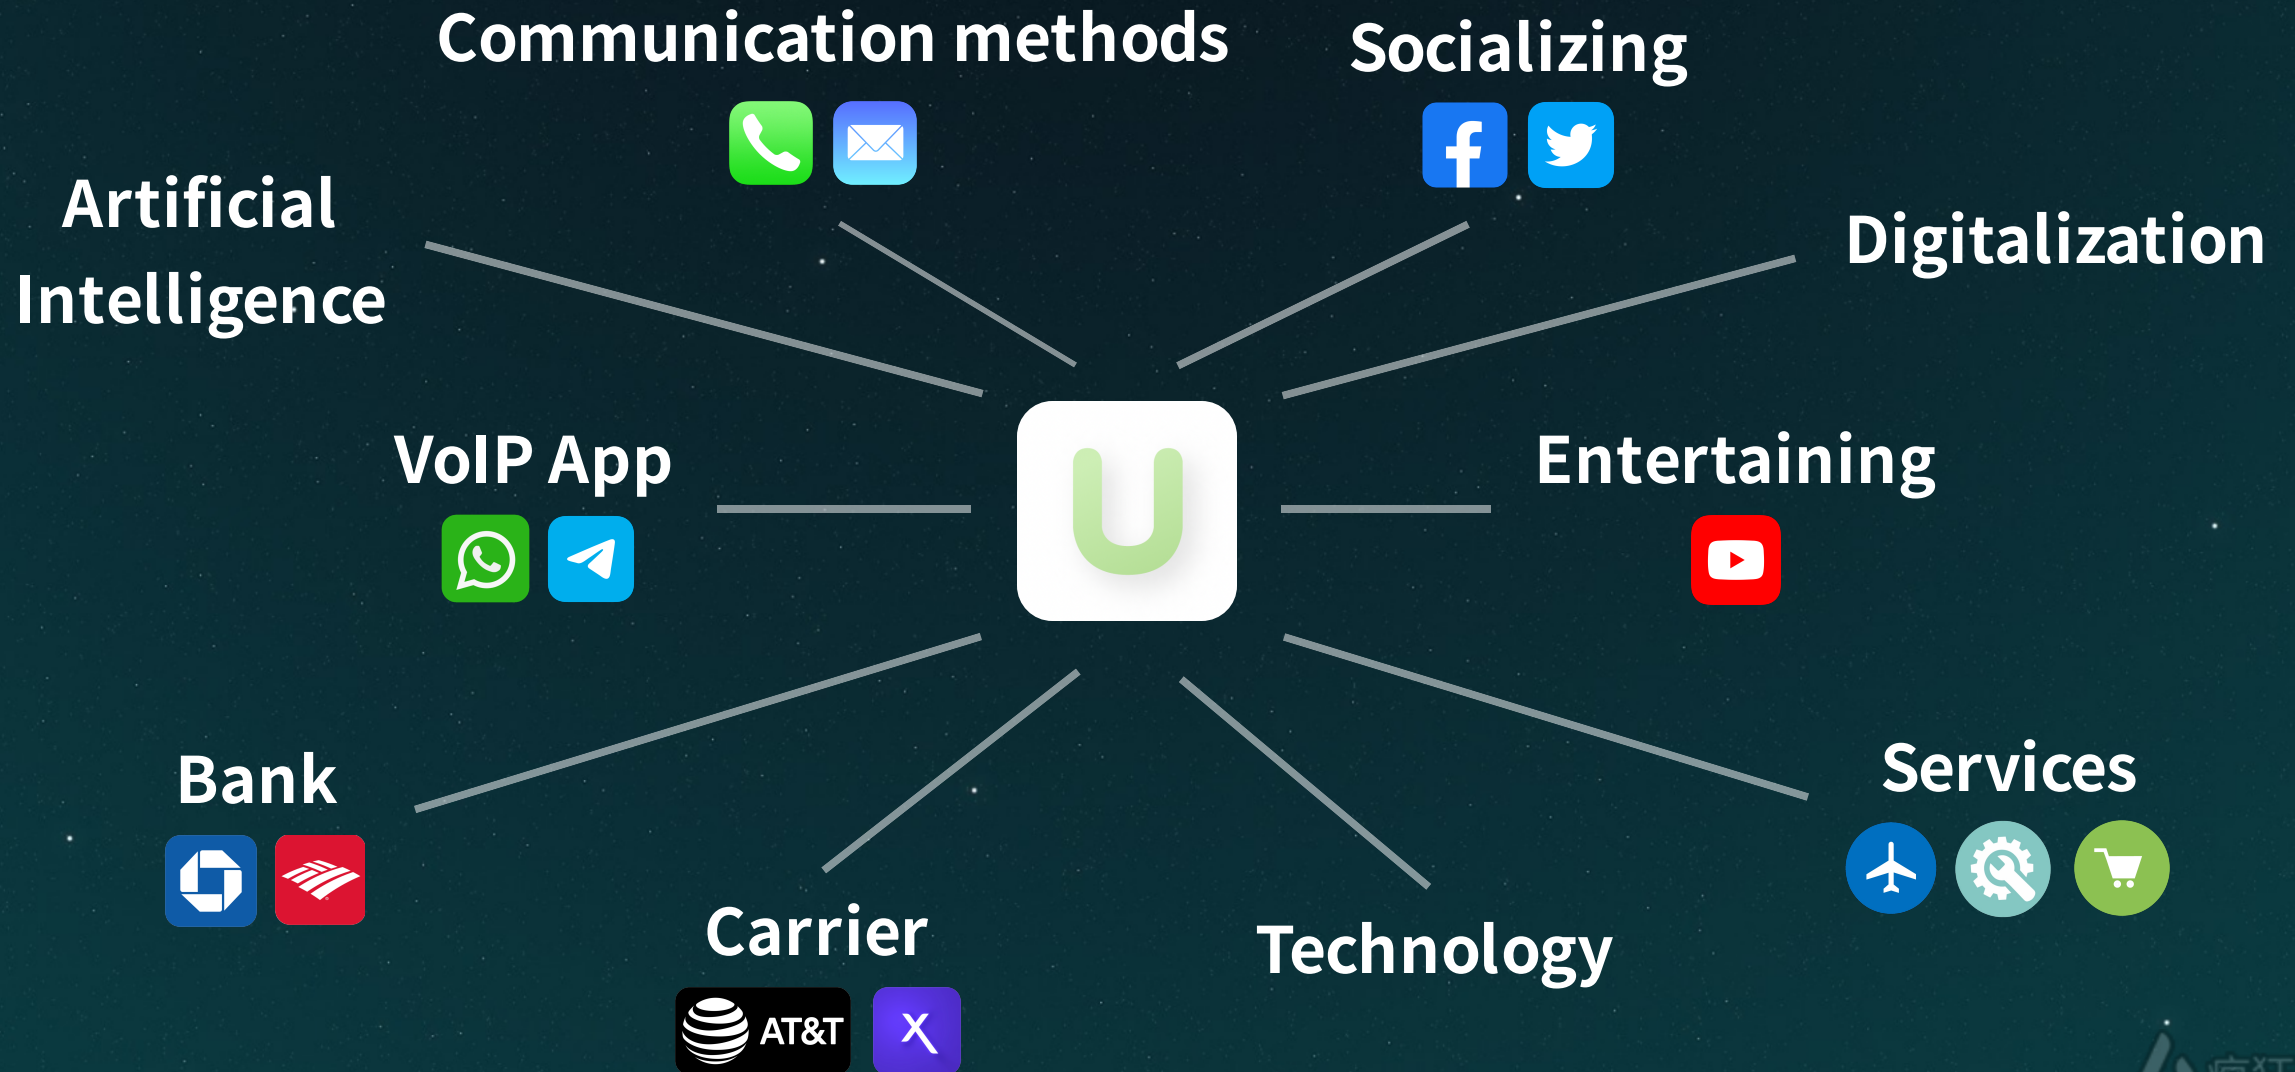 Communication methods
Socializing
Artificial
Intelligence
Digitalization
VoIP App
U
Entertaining
Bank
Services
Carrier
AT&T
X
Technology